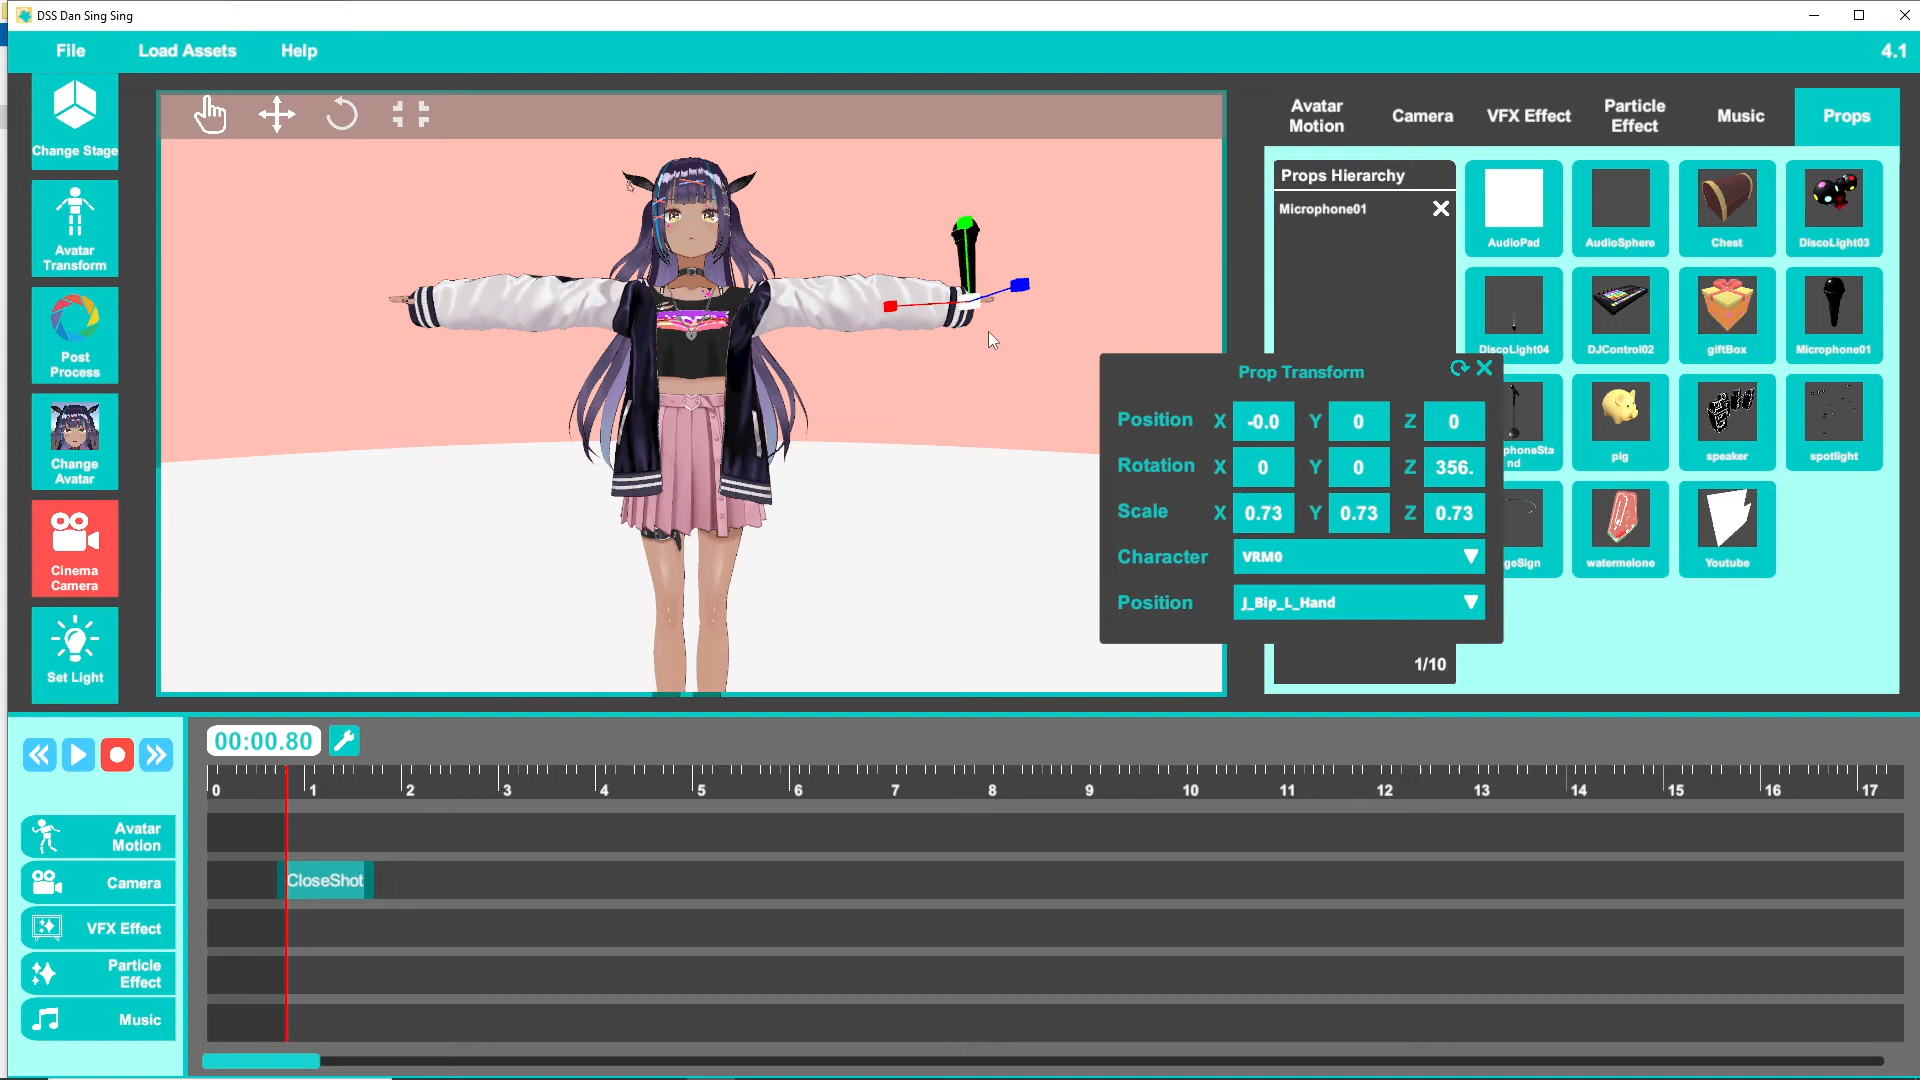 DSS Dan Sing Sing
File
Load Assets
Help
4.1
Change Stage
Avatar
Transform
Post
Process
Change
Avatar
Cinema
Camera
Set Light
Avatar
Motion
Camera
VFX Effect
Particle
Effect
Music
Props
Props Hierarchy
Microphone01
AudioPad
AudioSphere
Chest
DiscoLight03
DiscoLight04
DJControl02
giftBox
Microphone01
phoneSta
nd
pig
speaker
spotlight
geSign
watermelone
Youtube
Prop Transform
Position X -0.0 Y 0 Z 0
Rotation X 0 Y 0 Z 356.
Scale X 0.73 Y 0.73 Z 0.73
Character VRM0
Position J_Bip_L_Hand
1/10
00:00.80
0 1 2 3 4 5 6 7 8 9 10 11 12 13 14 15 16 17
Avatar
Motion
Camera
CloseShot
VFX Effect
Particle
Effect
Music